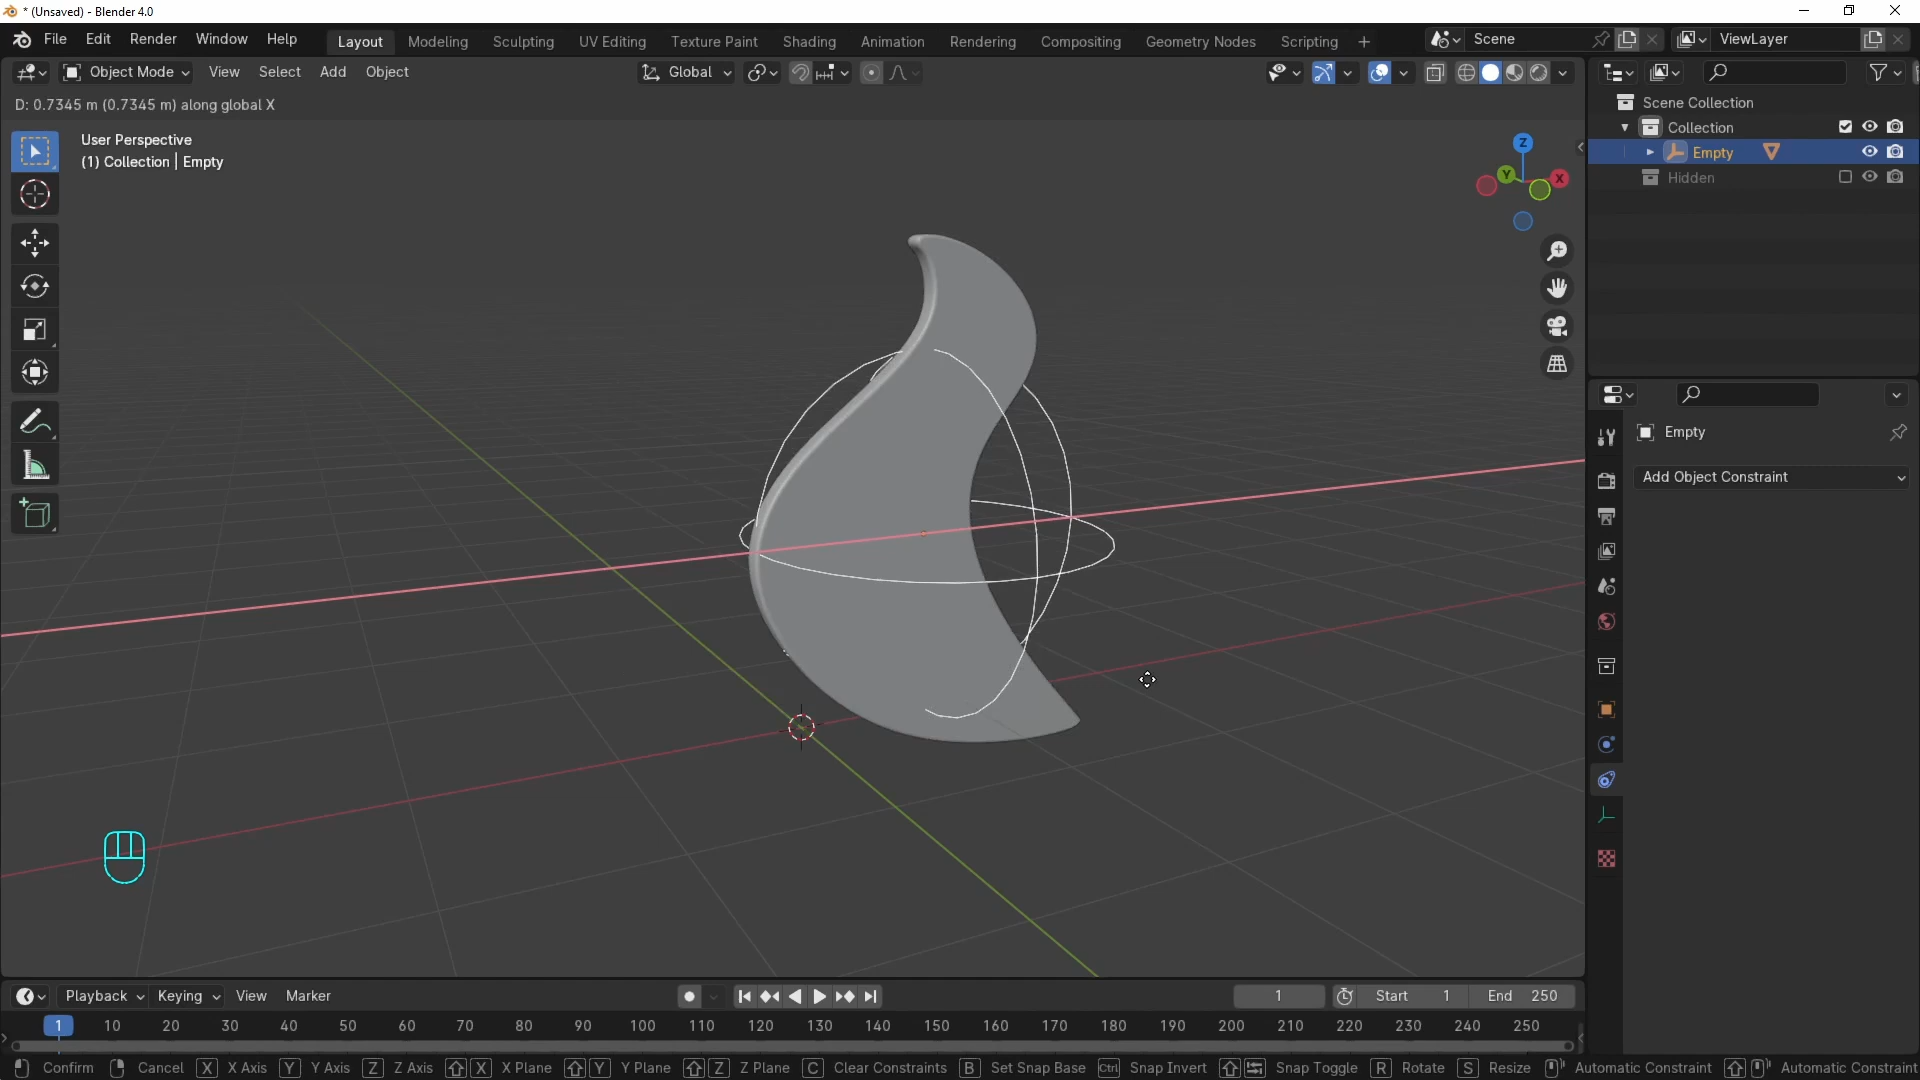 * (Unsaved) - Blender 4.0
File Edit Render Window Help Layout Modeling Sculpting UV Editing Texture Paint Shading Animation Rendering Compositing Geometry Nodes Scripting + Scene ViewLayer
Object Mode View Select Add Object Global
D: 0.7345 m (0.7345 m) along global X
User Perspective
(1) Collection | Empty
Z
Y
X
Scene Collection
Collection
Empty
Hidden
Empty
Add Object Constraint
Playback Keying View Marker 1 Start 1 End 250
1 10 20 30 40 50 60 70 80 90 100 110 120 130 140 150 160 170 180 190 200 210 220 230 240 250
Confirm Cancel X X Axis Y Y Axis Z Z Axis X X Plane Y Y Plane Z Z Plane C Clear Constraints B Set Snap Base Ctrl Snap Invert Snap Toggle R Rotate S Resize Automatic Constraint Automatic Constraint